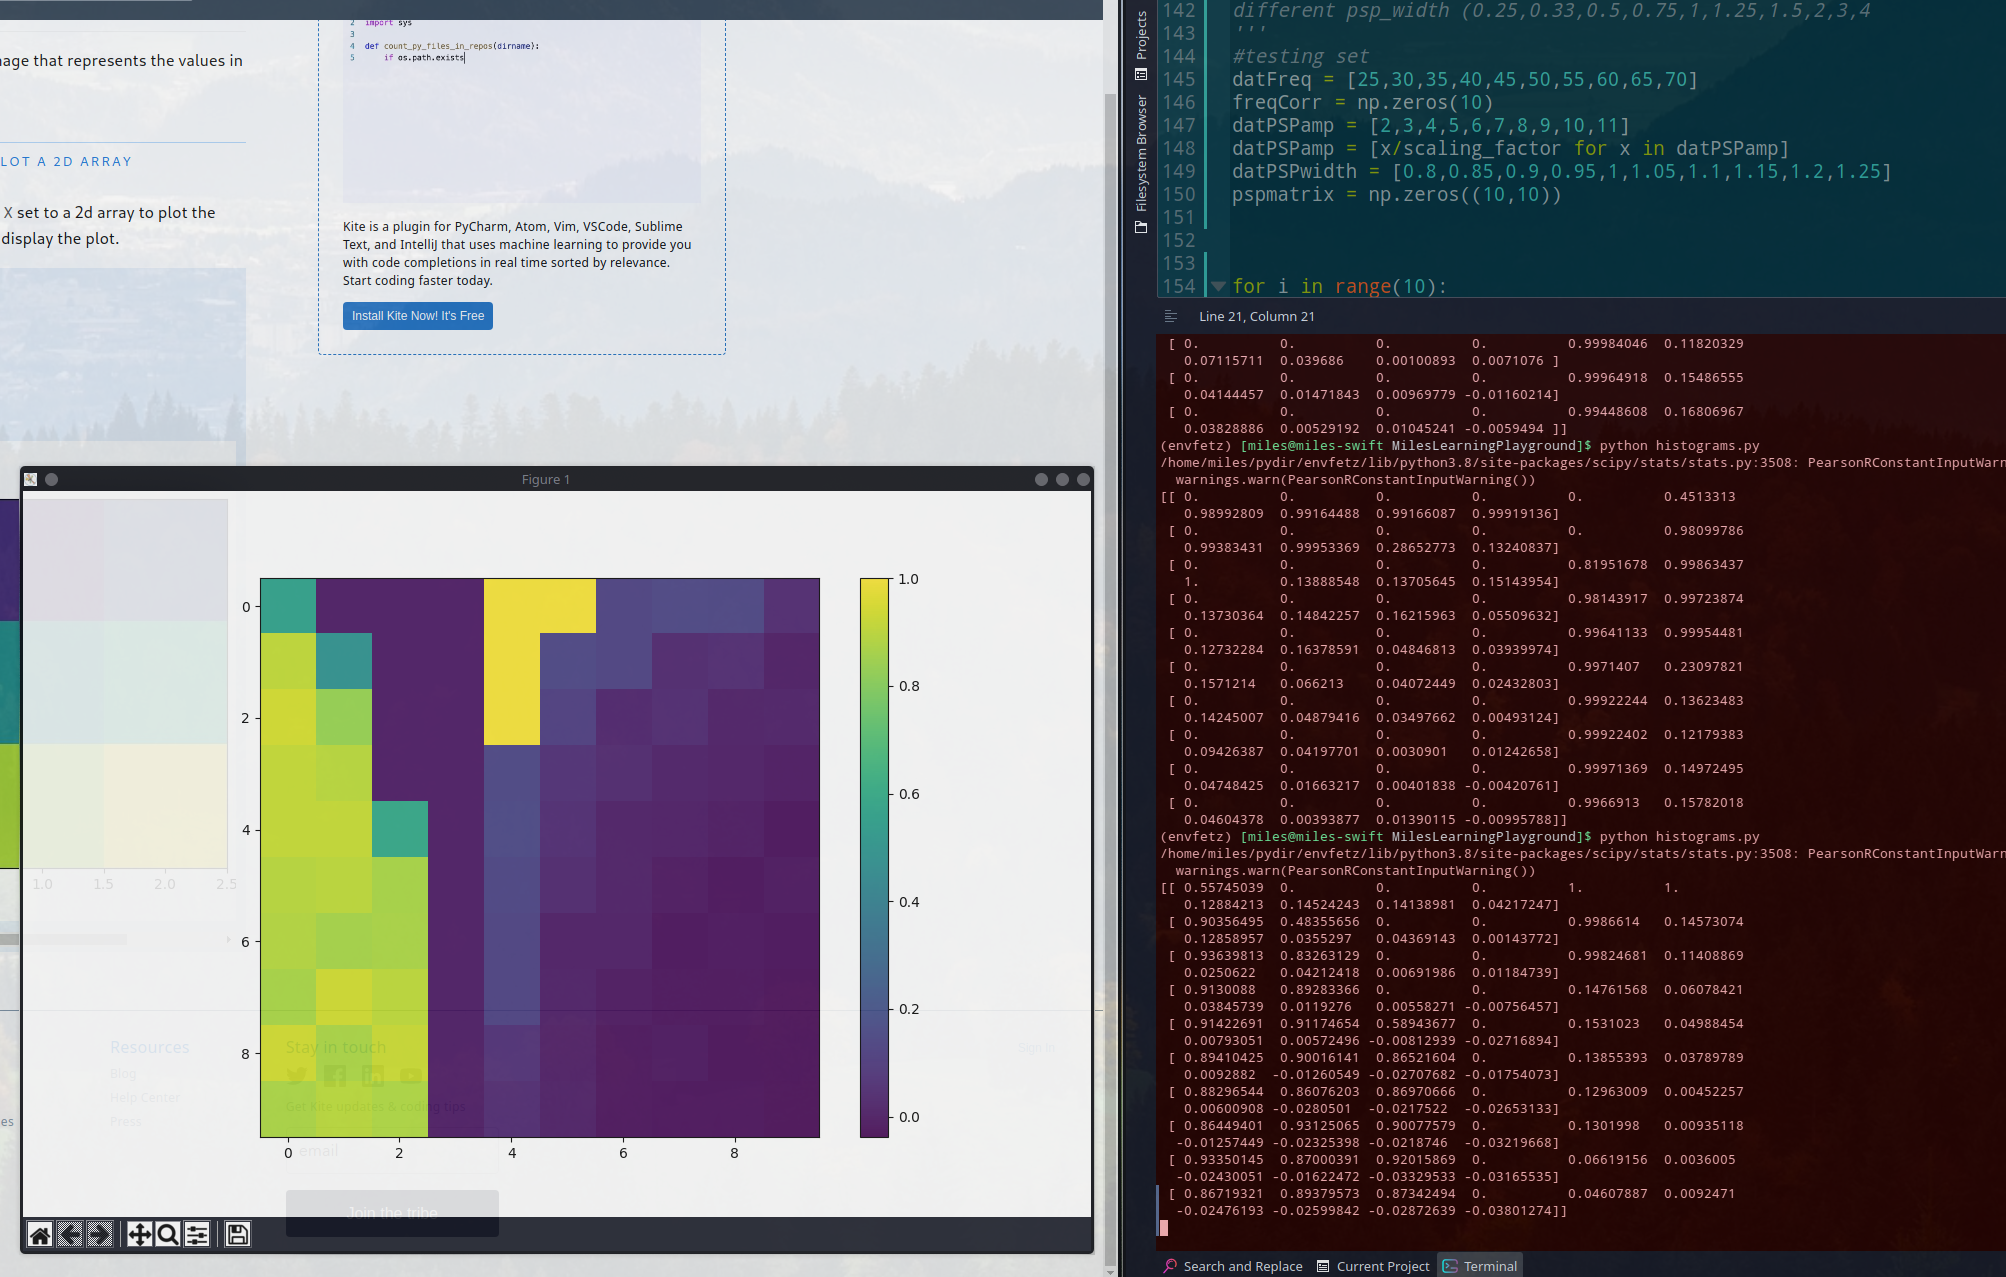 nage that represents the values in
LOT A 2D ARRAY
X set to a 2d array to plot the
display the plot.
2 import sys
3
4 def count_py_files_in_repos(dirname):
5 if os.path.exists
Kite is a plugin for PyCharm, Atom, Vim, VSCode, Sublime
Text, and IntelliJ that uses machine learning to provide you
with code completions in real time sorted by relevance.
Start coding faster today.
Install Kite Now! It's Free
Figure 1
1.0
0.8
0.6
0.4
0.2
0.0
0
2
4
6
8
0 2 4 6 8
1.0 1.5 2.0 2.5
Resources
Blog
Help Center
Press
es
Stay in touch
Get Kite updates & coding tips
email
Join the tribe
Sign in
Projects
Filesystem Browser
142 different psp_width (0.25,0.33,0.5,0.75,1,1.25,1.5,2,3,4
143 '''
144 #testing set
145 datFreq = [25,30,35,40,45,50,55,60,65,70]
146 freqCorr = np.zeros(10)
147 datPSPamp = [2,3,4,5,6,7,8,9,10,11]
148 datPSPamp = [x/scaling_factor for x in datPSPamp]
149 datPSPwidth = [0.8,0.85,0.9,0.95,1,1.05,1.1,1.15,1.2,1.25]
150 pspmatrix = np.zeros((10,10))
151
152
153
154 for i in range(10):
Line 21, Column 21
[ 0. 0. 0. 0. 0.99984046 0.11820329
0.07115711 0.039686 0.00100893 0.0071076 ]
[ 0. 0. 0. 0. 0.99964918 0.15486555
0.04144457 0.01471843 0.00969779 -0.01160214]
[ 0. 0. 0. 0. 0.99448608 0.16806967
0.03828886 0.00529192 0.01045241 -0.0059494 ]]
(envfetz) [miles@miles-swift MilesLearningPlayground]$ python histograms.py
/home/miles/pydir/envfetz/lib/python3.8/site-packages/scipy/stats/stats.py:3508: PearsonRConstantInputWarn
warnings.warn(PearsonRConstantInputWarning())
[[ 0. 0. 0. 0. 0. 0.4513313
0.98992809 0.99164488 0.99166087 0.99919136]
[ 0. 0. 0. 0. 0. 0.98099786
0.99383431 0.99953369 0.28652773 0.13240837]
[ 0. 0. 0. 0. 0.81951678 0.99863437
1. 0.13888548 0.13705645 0.15143954]
[ 0. 0. 0. 0. 0.98143917 0.99723874
0.13730364 0.14842257 0.16215963 0.05509632]
[ 0. 0. 0. 0. 0.99641133 0.99954481
0.12732284 0.16378591 0.04846813 0.03939974]
[ 0. 0. 0. 0. 0.9971407 0.23097821
0.1571214 0.066213 0.04072449 0.02432803]
[ 0. 0. 0. 0. 0.99922244 0.13623483
0.14245007 0.04879416 0.03497662 0.00493124]
[ 0. 0. 0. 0. 0.99922402 0.12179383
0.09426387 0.04197701 0.0030901 0.01242658]
[ 0. 0. 0. 0. 0.99971369 0.14972495
0.04748425 0.01663217 0.00401838 -0.00420761]
[ 0. 0. 0. 0. 0.9966913 0.15782018
0.04604378 0.00393877 0.01390115 -0.00995788]]
(envfetz) [miles@miles-swift MilesLearningPlayground]$ python histograms.py
/home/miles/pydir/envfetz/lib/python3.8/site-packages/scipy/stats/stats.py:3508: PearsonRConstantInputWarn
warnings.warn(PearsonRConstantInputWarning())
[[ 0.55745039 0. 0. 0. 1. 1.
0.12884213 0.14524243 0.14138981 0.04217247]
[ 0.90356495 0.48355656 0. 0. 0.9986614 0.14573074
0.12858957 0.0355297 0.04369143 0.00143772]
[ 0.93639813 0.83263129 0. 0. 0.99824681 0.11408869
0.0250622 0.04212418 0.00691986 0.01184739]
[ 0.9130088 0.89283366 0. 0. 0.14761568 0.06078421
0.03845739 0.0119276 0.00558271 -0.00756457]
[ 0.91422691 0.91174654 0.58943677 0. 0.1531023 0.04988454
0.00793051 0.00572496 -0.00812939 -0.02716894]
[ 0.89410425 0.90016141 0.86521604 0. 0.13855393 0.03789789
0.0092882 -0.01260549 -0.02707682 -0.01754073]
[ 0.88296544 0.86076203 0.86970666 0. 0.12963009 0.00452257
0.00600908 -0.0280501 -0.0217522 -0.02653133]
[ 0.86449401 0.93125065 0.90077579 0. 0.1301998 0.00935118
-0.01257449 -0.02325398 -0.0218746 -0.03219668]
[ 0.93350145 0.87000391 0.92015869 0. 0.06619156 0.0036005
-0.02430051 -0.01622472 -0.03329533 -0.03165535]
[ 0.86719321 0.89379573 0.87342494 0. 0.04607887 0.0092471
-0.02476193 -0.02599842 -0.02872639 -0.03801274]]
Search and Replace Current Project Terminal